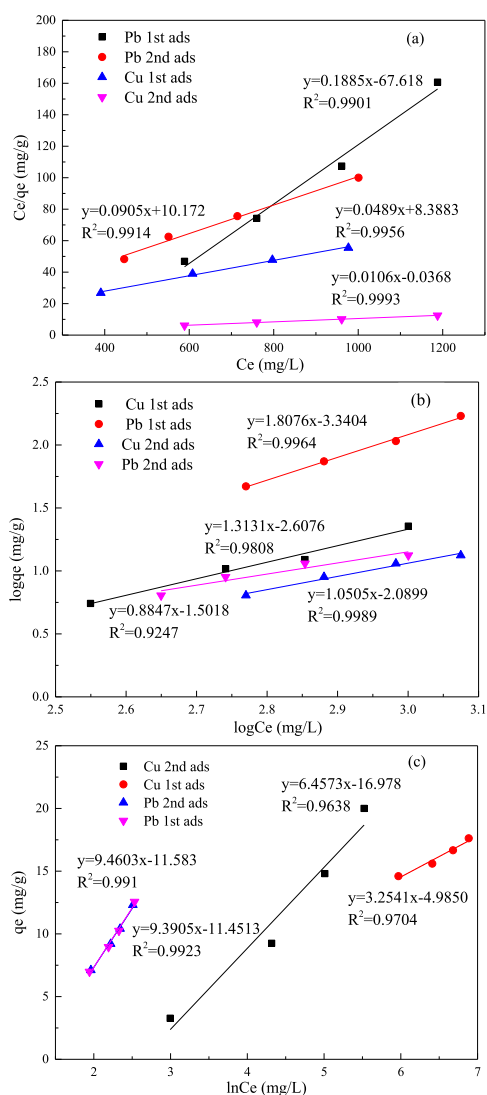 (a)
Pb 1st ads
Pb 2nd ads
Cu 1st ads
Cu 2nd ads
y=0.1885x-67.618
R²=0.9901
y=0.0905x+10.172
R²=0.9914
y=0.0489x+8.3883
R²=0.9956
y=0.0106x-0.0368
R²=0.9993
200
180
160
140
120
100
80
60
40
20
0
Ce/qe (mg/g)
400 600 800 1000 1200
Ce (mg/L)
(b)
Cu 1st ads
Pb 1st ads
Cu 2nd ads
Pb 2nd ads
y=1.8076x-3.3404
R²=0.9964
y=1.3131x-2.6076
R²=0.9808
y=0.8847x-1.5018
R²=0.9247
y=1.0505x-2.0899
R²=0.9989
2.5
2.0
1.5
1.0
0.5
0.0
logqe (mg/g)
2.5 2.6 2.7 2.8 2.9 3.0 3.1
logCe (mg/L)
(c)
Cu 2nd ads
Cu 1st ads
Pb 2nd ads
Pb 1st ads
y=6.4573x-16.978
R²=0.9638
y=9.4603x-11.583
R²=0.991
y=9.3905x-11.4513
R²=0.9923
y=3.2541x-4.9850
R²=0.9704
25
20
15
10
5
0
qe (mg/g)
2 3 4 5 6 7
lnCe (mg/L)